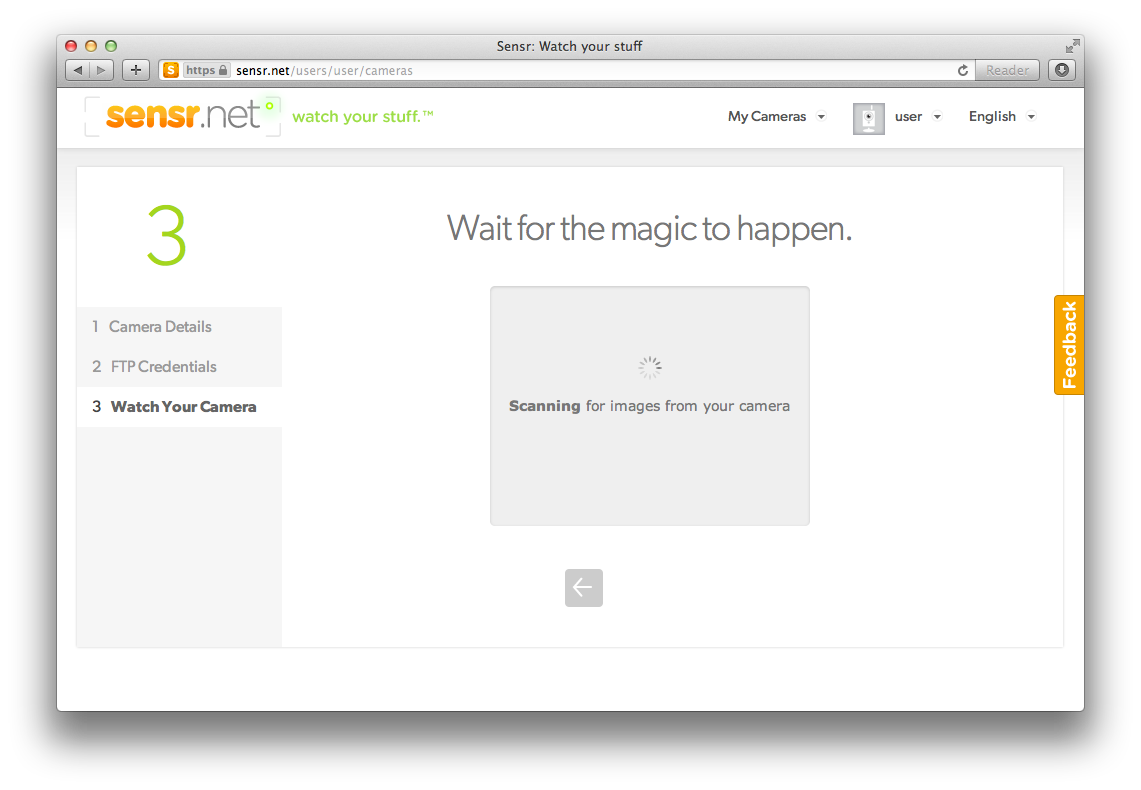 Sensr: Watch your stuff
S https sensr.net/users/user/cameras Reader
sensr.net watch your stuff.™ My Cameras user English
3
Wait for the magic to happen.
1 Camera Details
2 FTP Credentials
3 Watch Your Camera
Scanning for images from your camera
Feedback